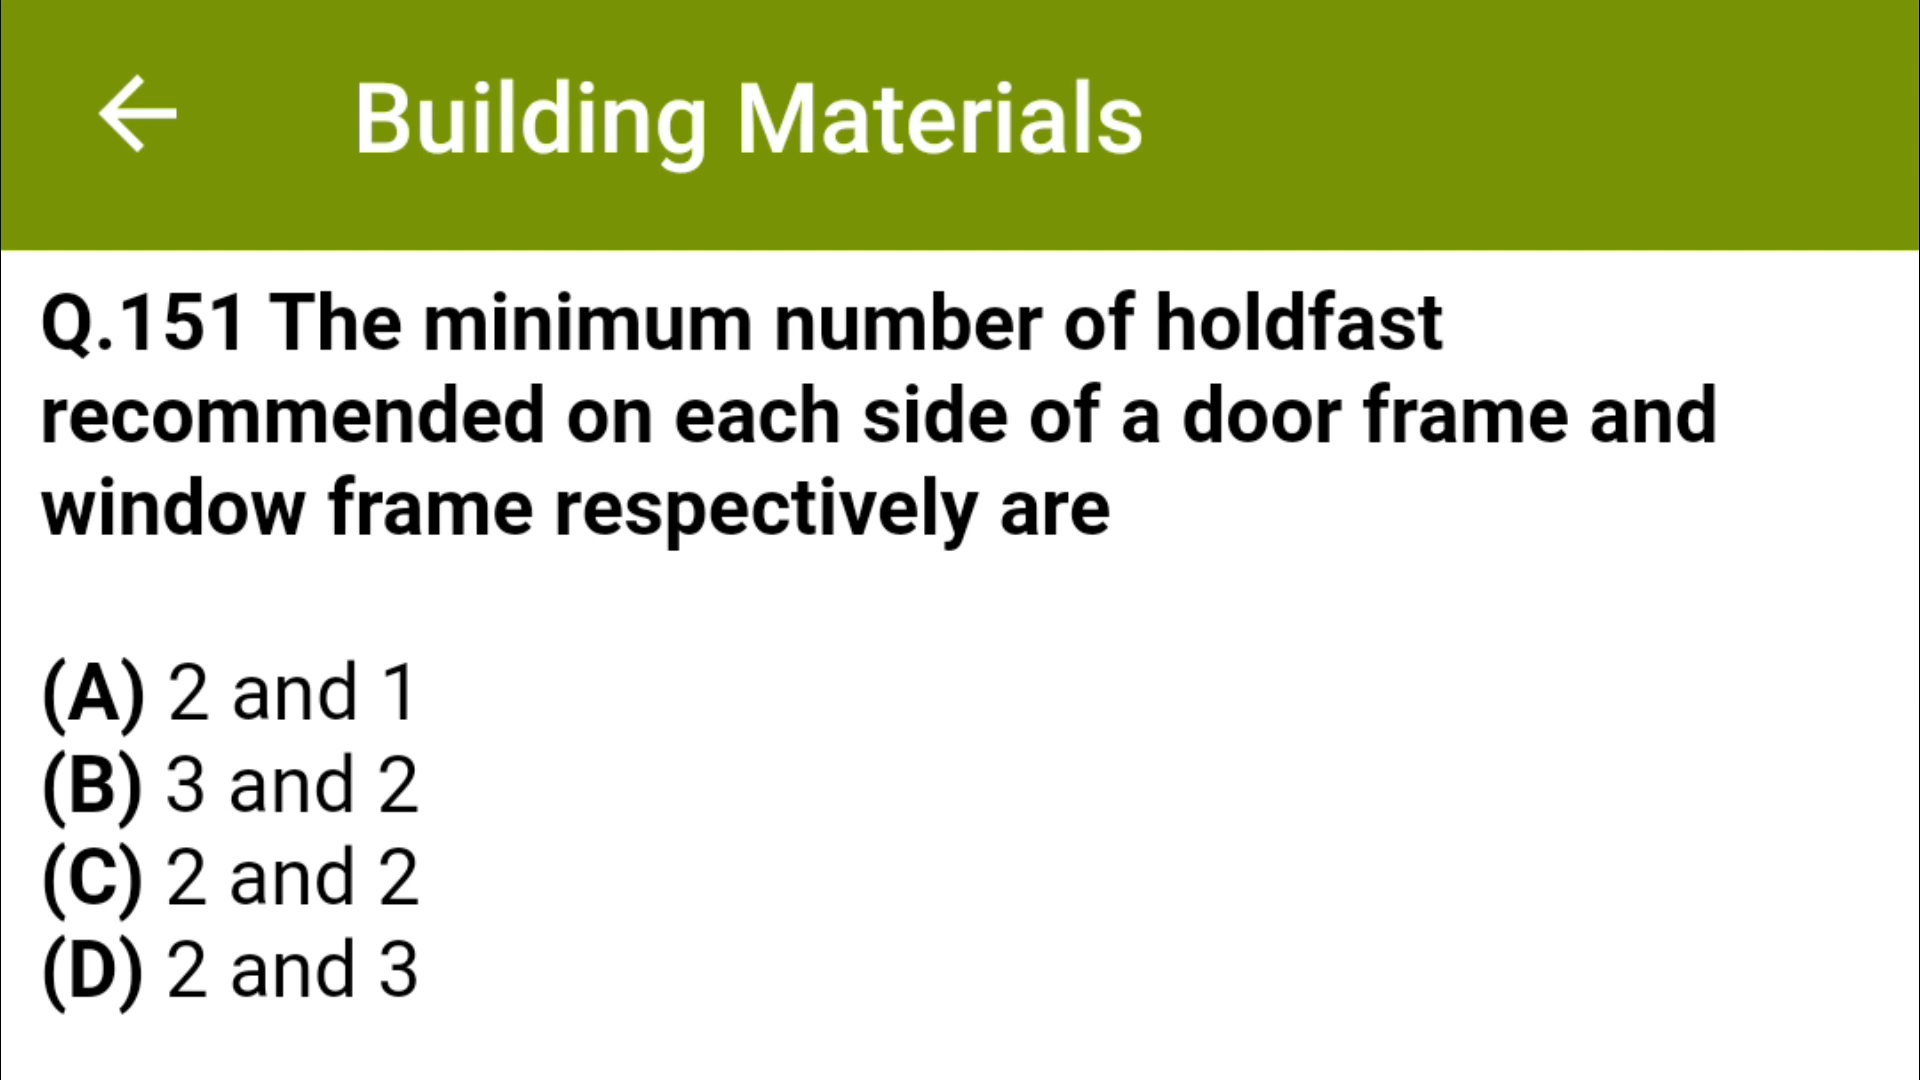 Building Materials
Q.151 The minimum number of holdfast
recommended on each side of a door frame and
window frame respectively are
(A) 2 and 1
(B) 3 and 2
(C) 2 and 2
(D) 2 and 3